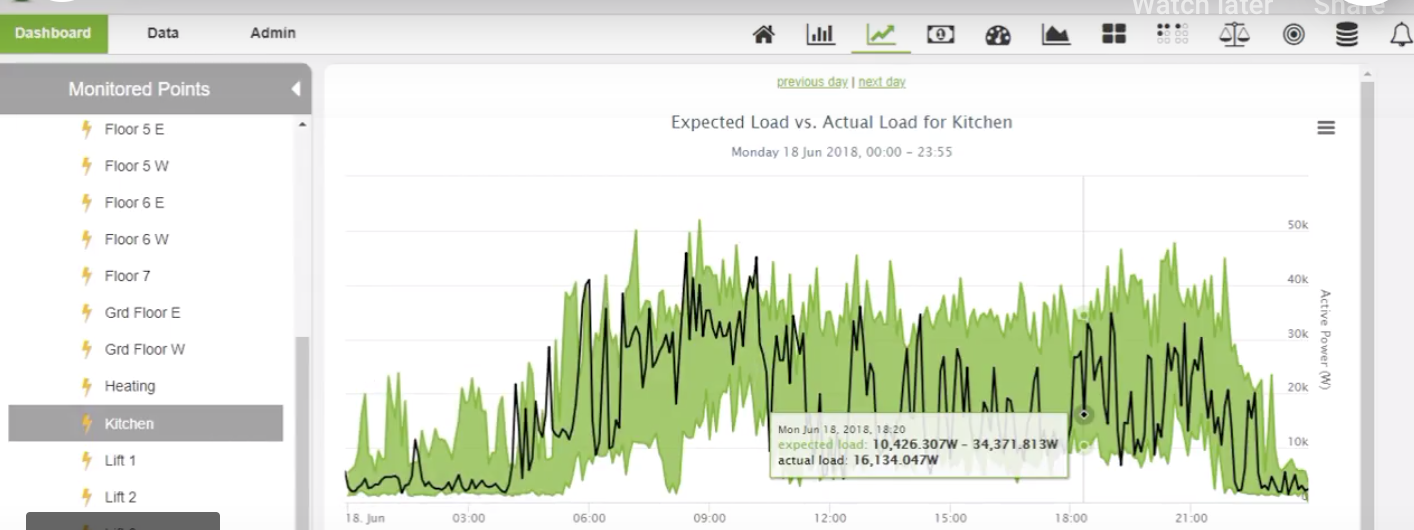 Watch later Share
Dashboard Data Admin
Monitored Points
previous day | next day
Floor 5 E
Floor 5 W
Floor 6 E
Floor 6 W
Floor 7
Grd Floor E
Grd Floor W
Heating
Kitchen
Lift 1
Lift 2
Expected Load vs. Actual Load for Kitchen
Monday 18 Jun 2018, 00:00 – 23:55
50k
40k
30k
20k
10k
0
Active Power (W)
Mon Jun 18, 2018, 18:20
expected load: 10,426.307W – 34,371.813W
actual load: 16,134.047W
18. Jun 03:00 06:00 09:00 12:00 15:00 18:00 21:00